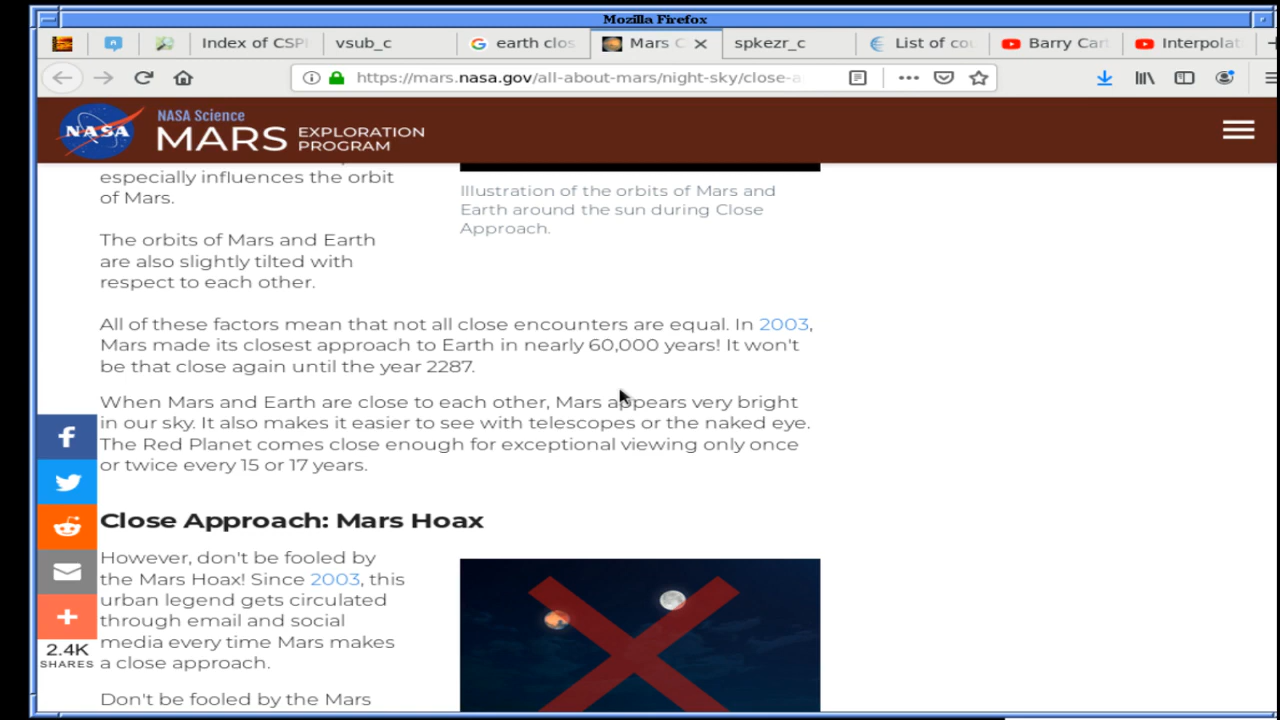 Mozilla Firefox
Index of CSP
vsub_c
earth clos
Mars C
spkezr_c
List of cou
Barry Cart
Interpolat
https://mars.nasa.gov/all-about-mars/night-sky/close-a
NASA
NASA Science
MARS EXPLORATION PROGRAM
especially influences the orbit
of Mars.
Illustration of the orbits of Mars and
Earth around the sun during Close
Approach.
The orbits of Mars and Earth
are also slightly tilted with
respect to each other.
All of these factors mean that not all close encounters are equal. In 2003,
Mars made its closest approach to Earth in nearly 60,000 years! It won't
be that close again until the year 2287.
When Mars and Earth are close to each other, Mars appears very bright
in our sky. It also makes it easier to see with telescopes or the naked eye.
The Red Planet comes close enough for exceptional viewing only once
or twice every 15 or 17 years.
Close Approach: Mars Hoax
However, don't be fooled by
the Mars Hoax! Since 2003, this
urban legend gets circulated
through email and social
media every time Mars makes
a close approach.
Don't be fooled by the Mars
2.4K
SHARES